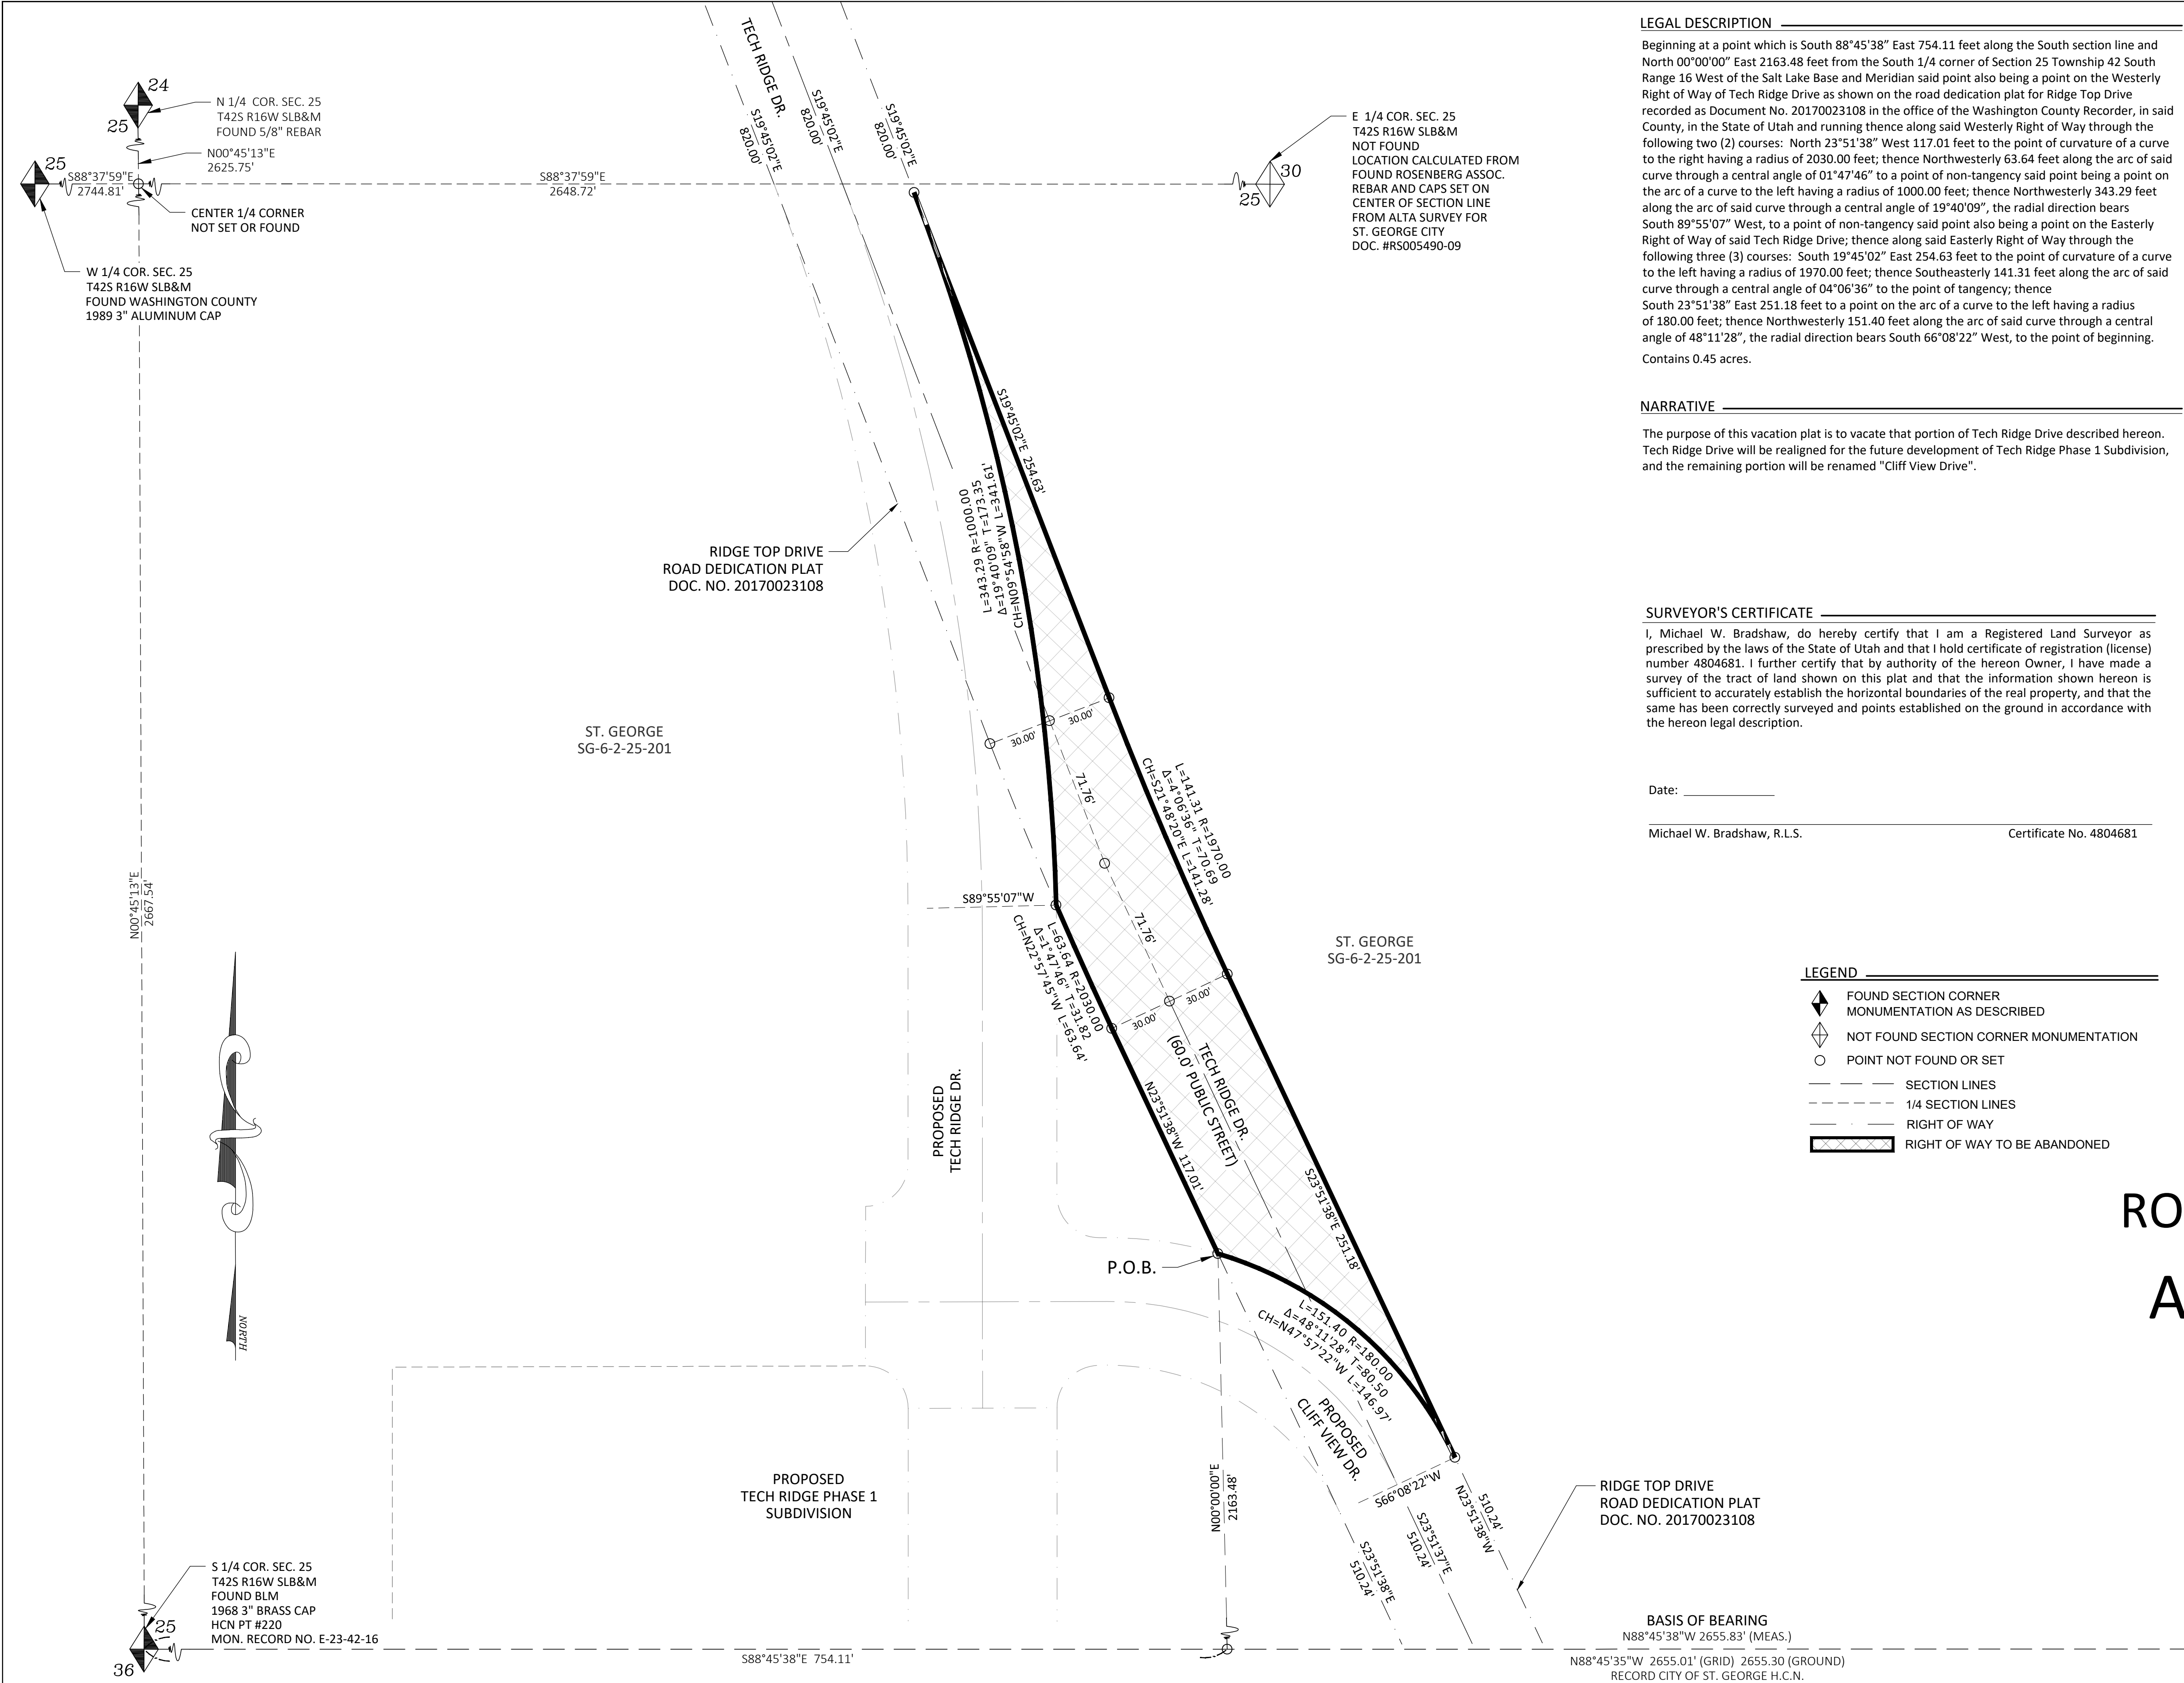 TECH RIDGE DR.
S19°45'02"E
820.00'
S19°45'02"E
820.00'
S19°45'02"E
820.00'
24
25
N 1/4 COR. SEC. 25
T42S R16W SLB&M
FOUND 5/8" REBAR
N00°45'13"E
2625.75'
25
S88°37'59"E
2744.81'
S88°37'59"E
2648.72'
CENTER 1/4 CORNER
NOT SET OR FOUND
W 1/4 COR. SEC. 25
T42S R16W SLB&M
FOUND WASHINGTON COUNTY
1989 3" ALUMINUM CAP
E 1/4 COR. SEC. 25
T42S R16W SLB&M
NOT FOUND
LOCATION CALCULATED FROM
FOUND ROSENBERG ASSOC.
REBAR AND CAPS SET ON
CENTER OF SECTION LINE
FROM ALTA SURVEY FOR
ST. GEORGE CITY
DOC. #RS005490-09
30
25
S19°45'02"E 254.63'
L=343.29 R=1000.00
Δ=19°40'09" T=173.35
CH=N09°54'58"W L=341.61'
RIDGE TOP DRIVE
ROAD DEDICATION PLAT
DOC. NO. 20170023108
ST. GEORGE
SG-6-2-25-201
30.00'
30.00'
71.76'
L=141.31 R=1970.00
Δ=4°06'36" T=70.69
CH=S21°48'20"E L=141.28'
S89°55'07"W
71.76'
N00°45'13"E
2667.54'
L=63.64 R=2030.00
Δ=1°47'46" T=31.82
CH=N22°57'45"W L=63.64'
ST. GEORGE
SG-6-2-25-201
30.00'
30.00'
TECH RIDGE DR.
(60.0' PUBLIC STREET)
PROPOSED
TECH RIDGE DR.
N23°51'38"W 117.01'
S23°51'38"E 251.18'
NORTH
P.O.B.
L=151.40 R=180.00
Δ=48°11'28" T=80.50
CH=N47°57'22"W L=146.97'
PROPOSED
CLIFF VIEW DR.
PROPOSED
TECH RIDGE PHASE 1
SUBDIVISION
N00°00'00"E
2163.48'
S66°08'22"W
510.24'
N23°51'38"W
S23°51'37"E
510.24'
S23°51'38"E
510.24'
RIDGE TOP DRIVE
ROAD DEDICATION PLAT
DOC. NO. 20170023108
S 1/4 COR. SEC. 25
T42S R16W SLB&M
FOUND BLM
1968 3" BRASS CAP
HCN PT #220
MON. RECORD NO. E-23-42-16
25
36
S88°45'38"E 754.11'
BASIS OF BEARING
N88°45'38"W 2655.83' (MEAS.)
N88°45'35"W 2655.01' (GRID) 2655.30 (GROUND)
RECORD CITY OF ST. GEORGE H.C.N.
LEGAL DESCRIPTION
Beginning at a point which is South 88°45'38” East 754.11 feet along the South section line and
North 00°00'00” East 2163.48 feet from the South 1/4 corner of Section 25 Township 42 South
Range 16 West of the Salt Lake Base and Meridian said point also being a point on the Westerly
Right of Way of Tech Ridge Drive as shown on the road dedication plat for Ridge Top Drive
recorded as Document No. 20170023108 in the office of the Washington County Recorder, in said
County, in the State of Utah and running thence along said Westerly Right of Way through the
following two (2) courses: North 23°51'38” West 117.01 feet to the point of curvature of a curve
to the right having a radius of 2030.00 feet; thence Northwesterly 63.64 feet along the arc of said
curve through a central angle of 01°47'46” to a point of non-tangency said point being a point on
the arc of a curve to the left having a radius of 1000.00 feet; thence Northwesterly 343.29 feet
along the arc of said curve through a central angle of 19°40'09”, the radial direction bears
South 89°55'07” West, to a point of non-tangency said point also being a point on the Easterly
Right of Way of said Tech Ridge Drive; thence along said Easterly Right of Way through the
following three (3) courses: South 19°45'02” East 254.63 feet to the point of curvature of a curve
to the left having a radius of 1970.00 feet; thence Southeasterly 141.31 feet along the arc of said
curve through a central angle of 04°06'36” to the point of tangency; thence
South 23°51'38” East 251.18 feet to a point on the arc of a curve to the left having a radius
of 180.00 feet; thence Northwesterly 151.40 feet along the arc of said curve through a central
angle of 48°11'28”, the radial direction bears South 66°08'22” West, to the point of beginning.
Contains 0.45 acres.
NARRATIVE
The purpose of this vacation plat is to vacate that portion of Tech Ridge Drive described hereon.
Tech Ridge Drive will be realigned for the future development of Tech Ridge Phase 1 Subdivision,
and the remaining portion will be renamed "Cliff View Drive".
SURVEYOR'S CERTIFICATE
I, Michael W. Bradshaw, do hereby certify that I am a Registered Land Surveyor as
prescribed by the laws of the State of Utah and that I hold certificate of registration (license)
number 4804681. I further certify that by authority of the hereon Owner, I have made a
survey of the tract of land shown on this plat and that the information shown hereon is
sufficient to accurately establish the horizontal boundaries of the real property, and that the
same has been correctly surveyed and points established on the ground in accordance with
the hereon legal description.
Date: ______________
Michael W. Bradshaw, R.L.S. Certificate No. 4804681
LEGEND
FOUND SECTION CORNER
MONUMENTATION AS DESCRIBED
NOT FOUND SECTION CORNER MONUMENTATION
POINT NOT FOUND OR SET
SECTION LINES
1/4 SECTION LINES
RIGHT OF WAY
RIGHT OF WAY TO BE ABANDONED
RO
A